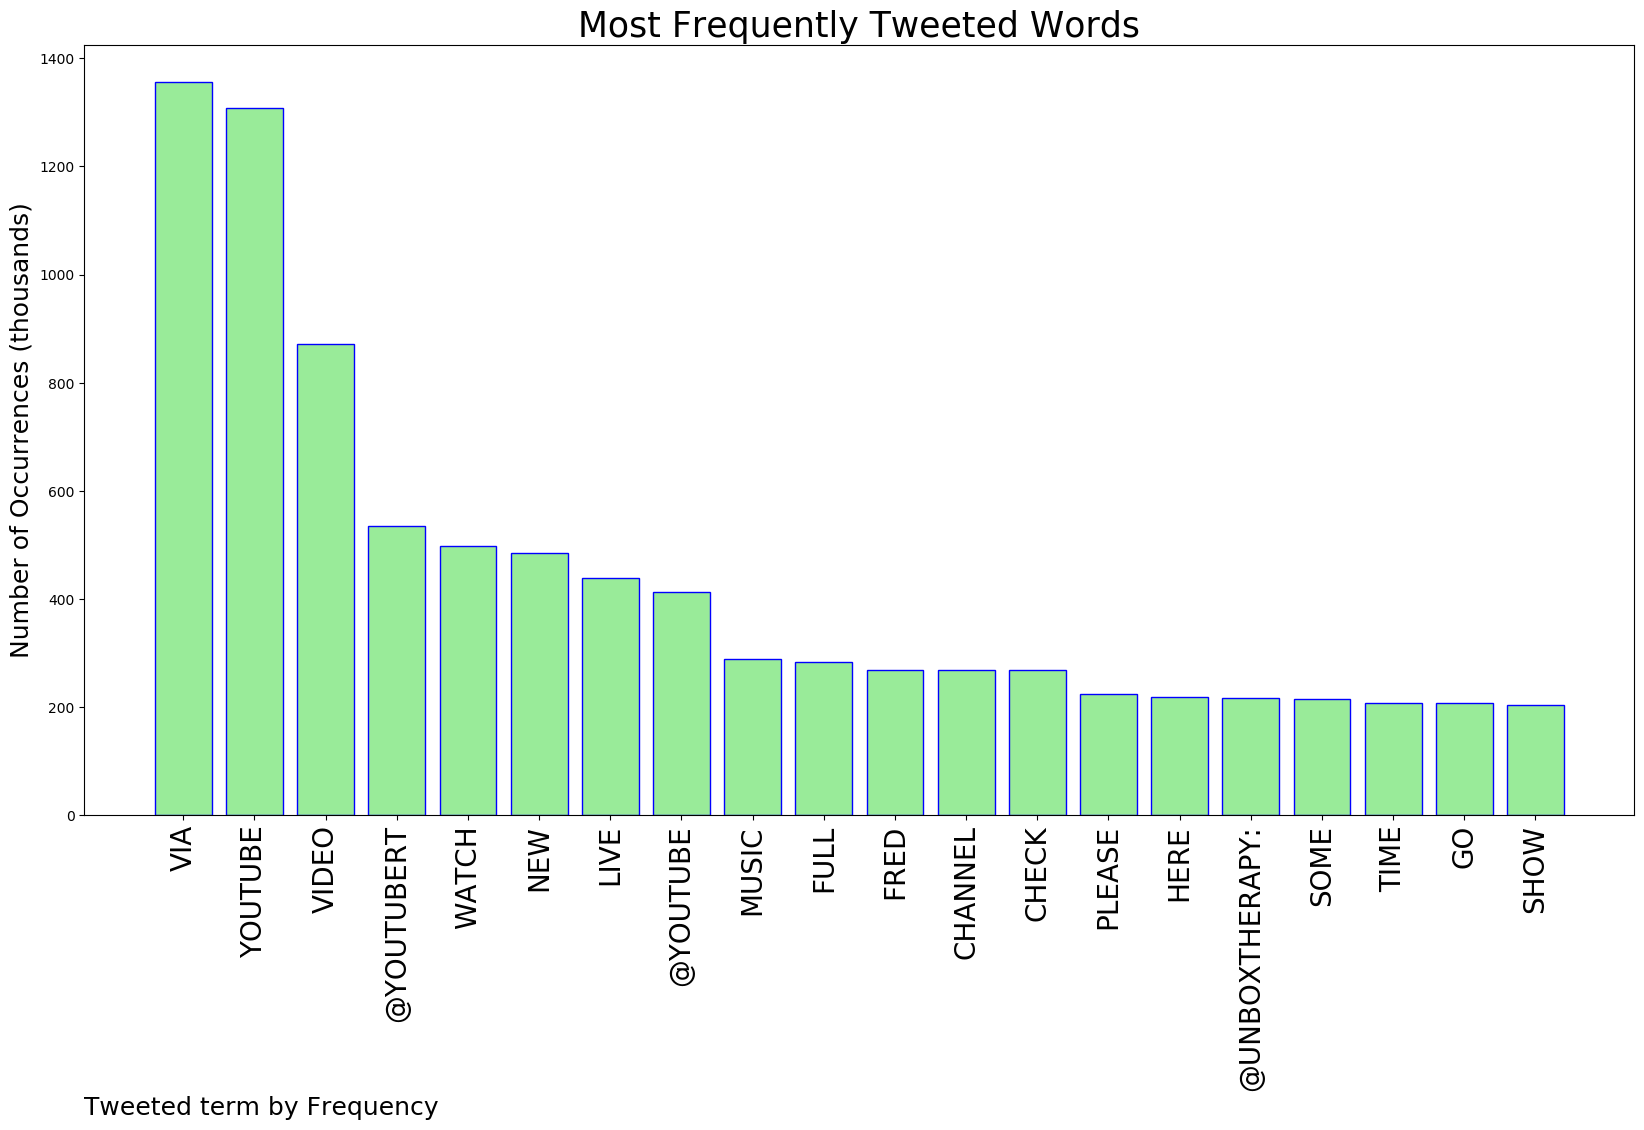 Most Frequently Tweeted Words
Number of Occurrences (thousands)
1400
1200
1000
800
600
400
200
0
VIA
YOUTUBE
VIDEO
@YOUTUBERT
WATCH
NEW
LIVE
@YOUTUBE
MUSIC
FULL
FRED
CHANNEL
CHECK
PLEASE
HERE
@UNBOXTHERAPY:
SOME
TIME
GO
SHOW
Tweeted term by Frequency